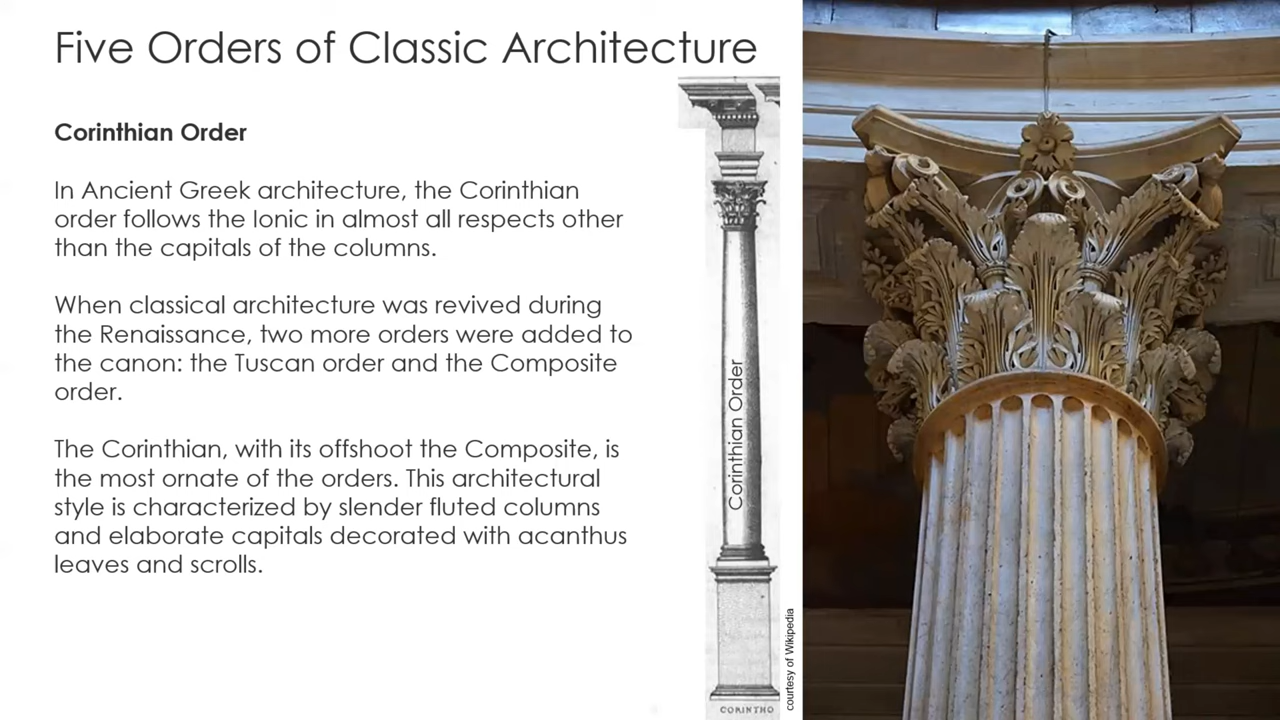 Five Orders of Classic Architecture
Corinthian Order
In Ancient Greek architecture, the Corinthian
order follows the Ionic in almost all respects other
than the capitals of the columns.
When classical architecture was revived during
the Renaissance, two more orders were added to
the canon: the Tuscan order and the Composite
order.
The Corinthian, with its offshoot the Composite, is
the most ornate of the orders. This architectural
style is characterized by slender fluted columns
and elaborate capitals decorated with acanthus
leaves and scrolls.
Corinthian Order
CORINTHO
courtesy of Wikipedia